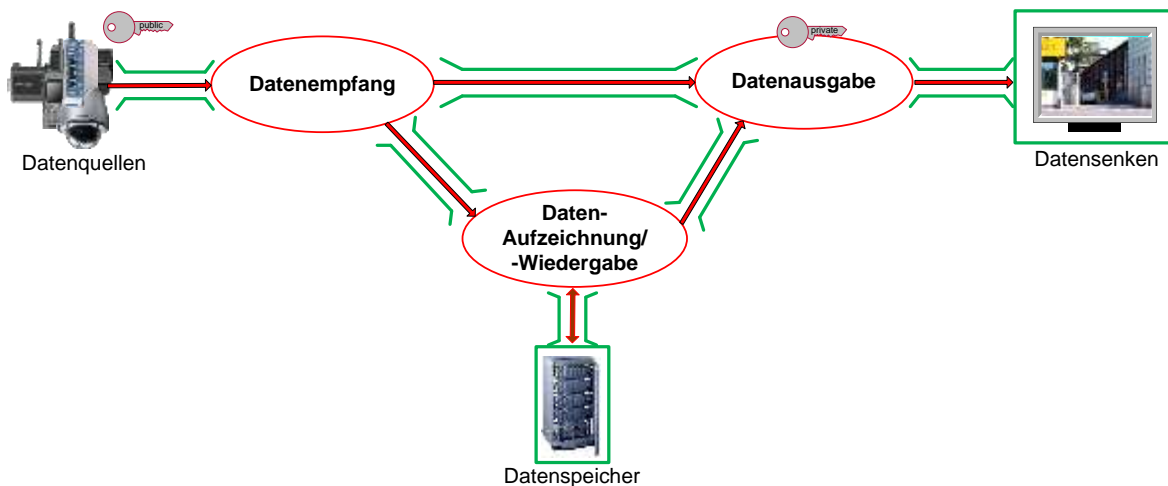 public
private
Datenempfang
Datenausgabe
Datenquellen
Datensenken
Daten-
Aufzeichnung/
-Wiedergabe
Datenspeicher